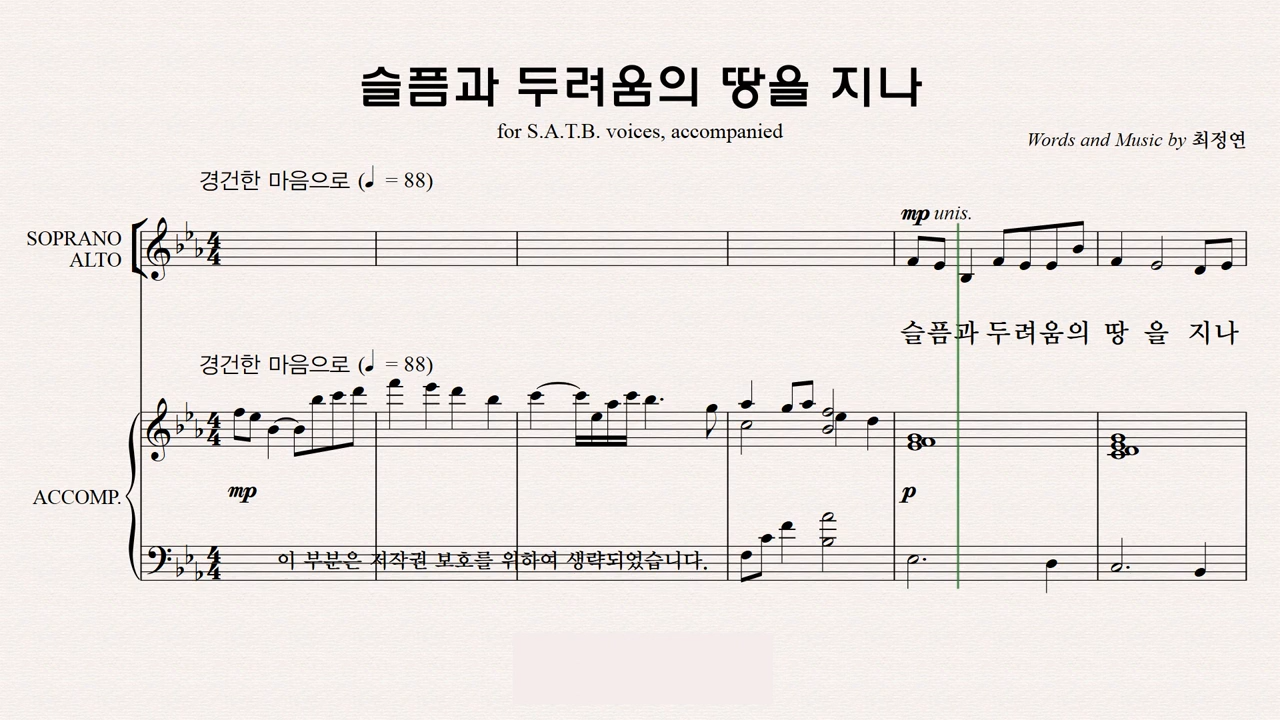 슬픔과 두려움의 땅을 지나
for S.A.T.B. voices, accompanied
Words and Music by 최정연
경건한 마음으로 (♩ = 88)
mp unis.
SOPRANO
ALTO
슬픔과 두려움의 땅 을 지나
경건한 마음으로 (♩ = 88)
mp
p
ACCOMP.
이 부분은 저작권 보호를 위하여 생략되었습니다.